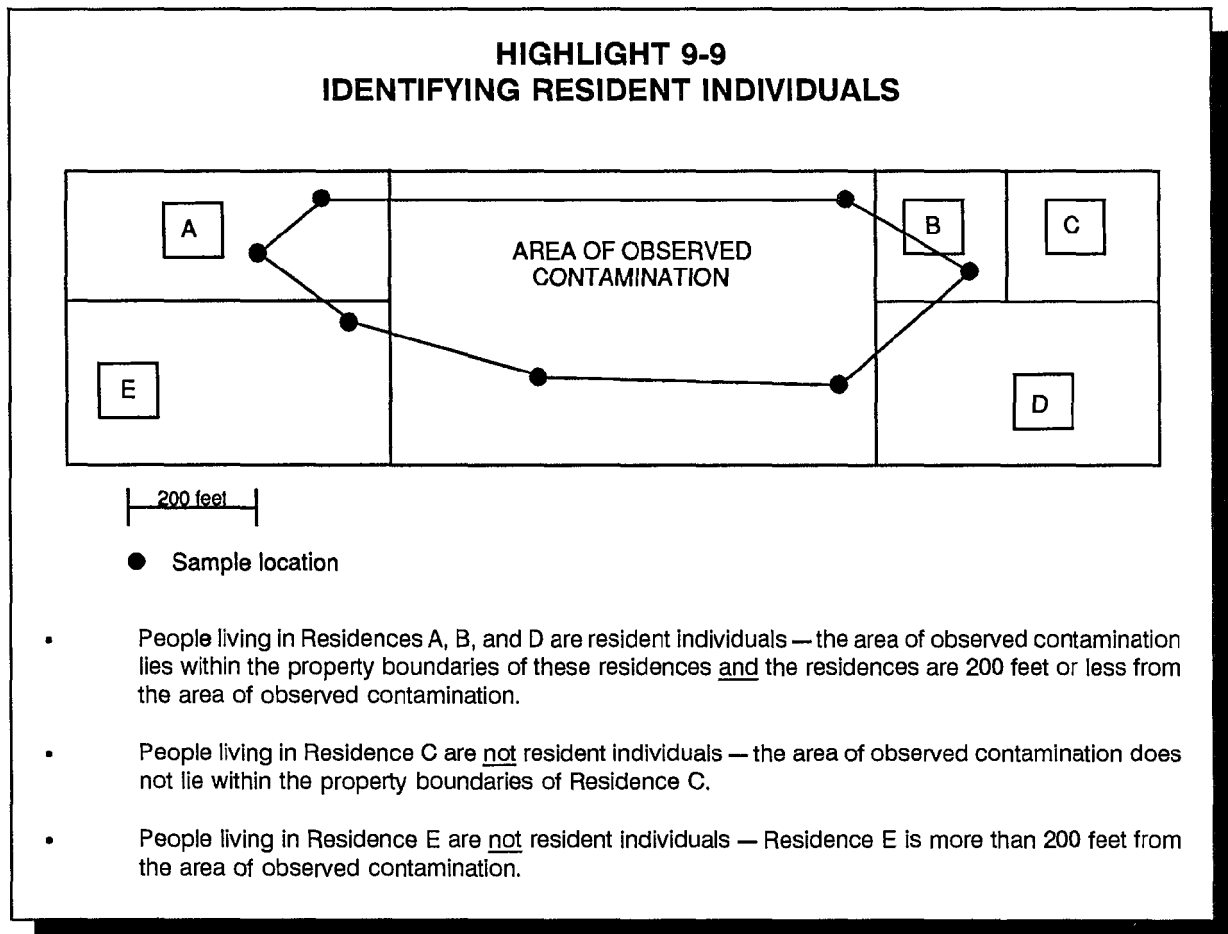 HIGHLIGHT 9-9
IDENTIFYING RESIDENT INDIVIDUALS
A
B
C
AREA OF OBSERVED
CONTAMINATION
E
D
200 feet
Sample location
▪ People living in Residences A, B, and D are resident individuals — the area of observed contamination
lies within the property boundaries of these residences and the residences are 200 feet or less from
the area of observed contamination.
▪ People living in Residence C are not resident individuals — the area of observed contamination does
not lie within the property boundaries of Residence C.
▪ People living in Residence E are not resident individuals — Residence E is more than 200 feet from
the area of observed contamination.